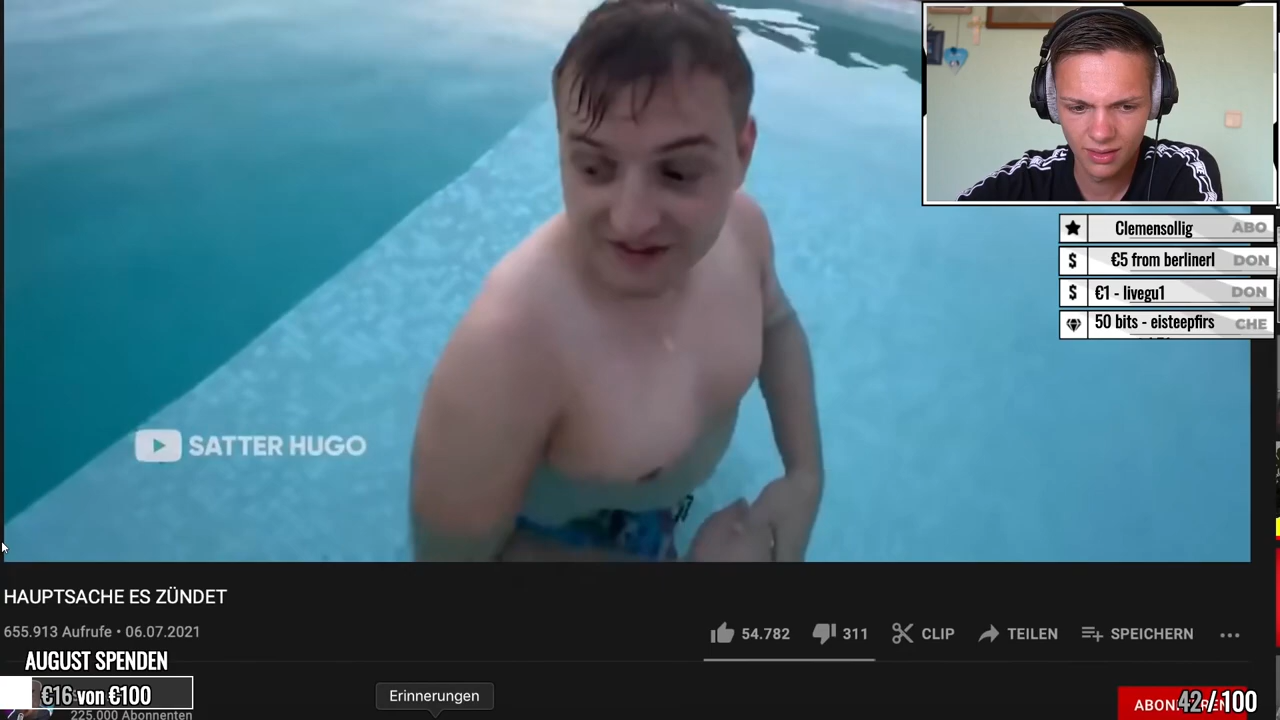 Clemensollig ABO
€5 from berlinerl DON
€1 - livegu1 DON
50 bits - eisteepfirs CHE
SATTER HUGO
HAUPTSACHE ES ZÜNDET
655.913 Aufrufe • 06.07.2021
54.782 311 CLIP TEILEN SPEICHERN
AUGUST SPENDEN
€16 von €100
Erinnerungen
225.000 Abonnenten
42 / 100